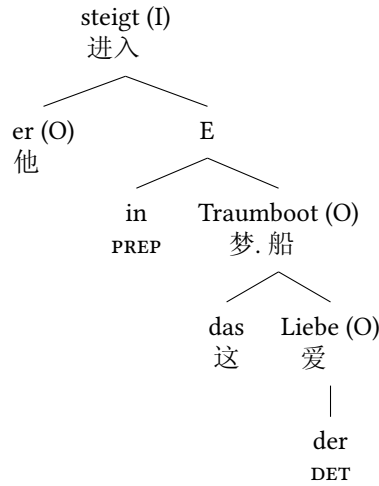 steigt (I)
进入
er (O) E
他
in Traumboot (O)
PREP 梦. 船
das Liebe (O)
这 爱
der
DET